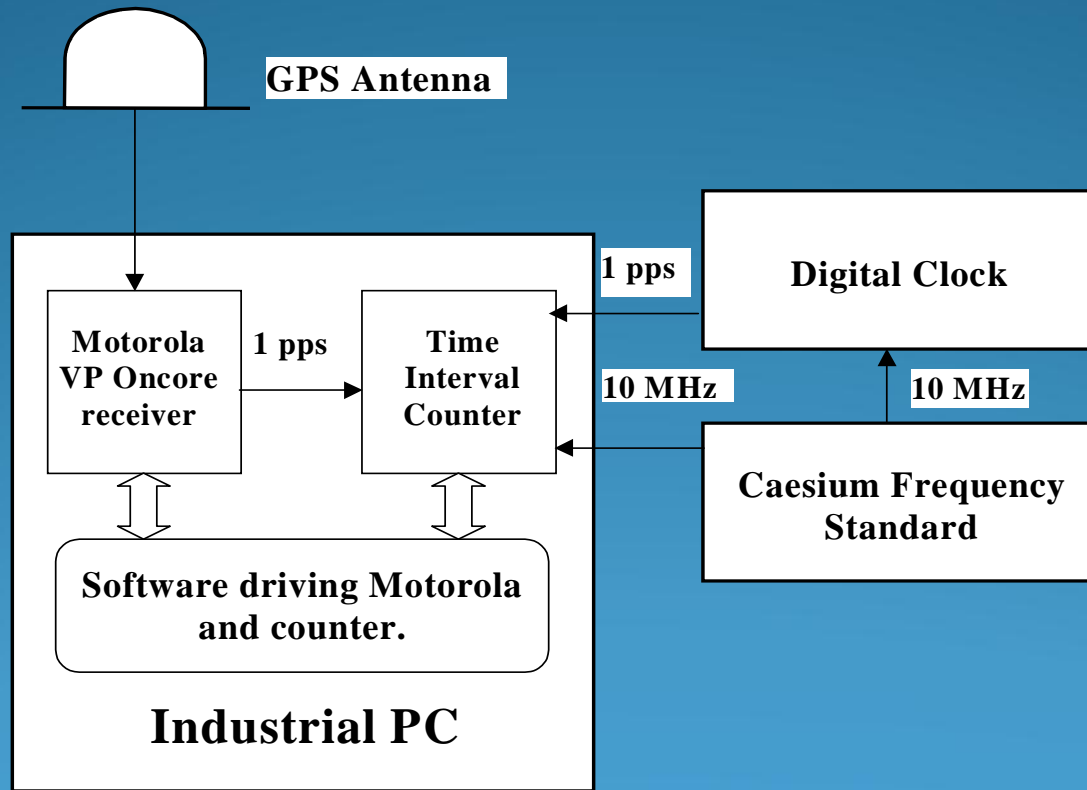 GPS Antenna
1 pps
Digital Clock
Motorola
VP Oncore
receiver
1 pps
Time
Interval
Counter
10 MHz
10 MHz
Caesium Frequency
Standard
Software driving Motorola
and counter.
Industrial PC